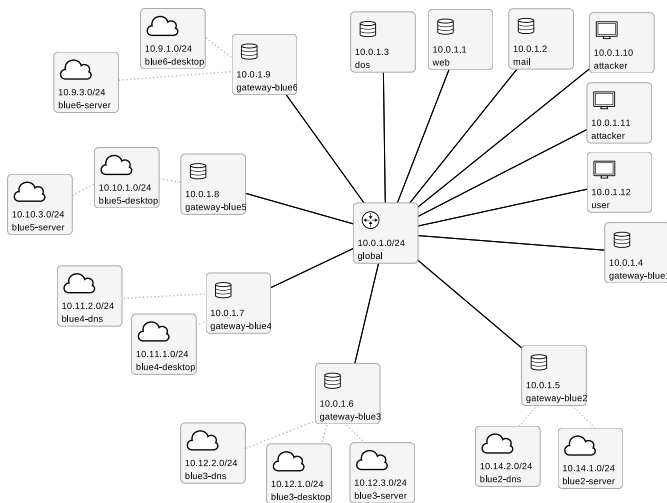 10.0.1.3
dos
10.0.1.1
web
10.0.1.2
mail
10.0.1.10
attacker
10.9.1.0/24
blue6-desktop
10.0.1.9
gateway-blue6
10.9.3.0/24
blue6-server
10.0.1.11
attacker
10.10.1.0/24
blue5-desktop
10.0.1.8
gateway-blue5
10.0.1.12
user
10.10.3.0/24
blue5-server
10.0.1.0/24
global
10.0.1.4
gateway-blue1
10.11.2.0/24
blue4-dns
10.0.1.7
gateway-blue4
10.11.1.0/24
blue4-desktop
10.0.1.6
gateway-blue3
10.0.1.5
gateway-blue2
10.12.2.0/24
blue3-dns
10.12.1.0/24
blue3-desktop
10.12.3.0/24
blue3-server
10.14.2.0/24
blue2-dns
10.14.1.0/24
blue2-server